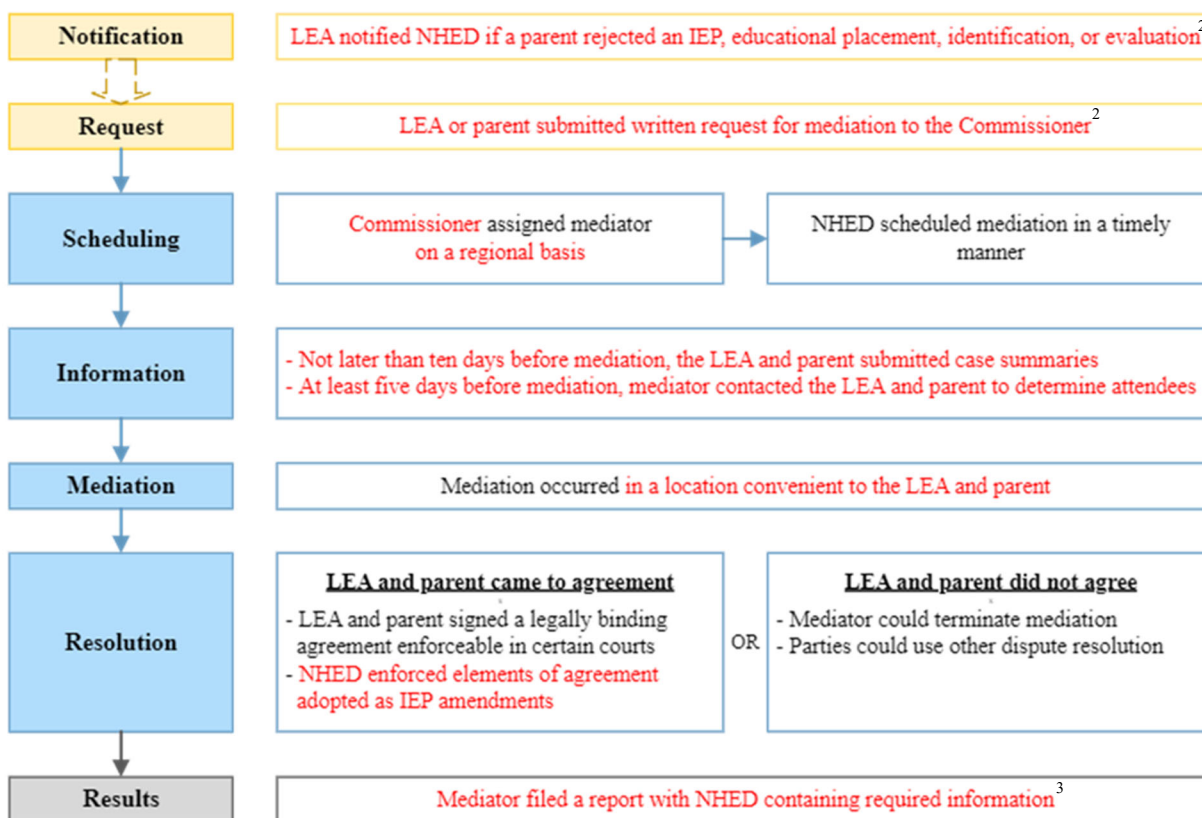 Notification
LEA notified NHED if a parent rejected an IEP, educational placement, identification, or evaluation2
Request
LEA or parent submitted written request for mediation to the Commissioner2
Scheduling
Commissioner assigned mediator
on a regional basis
NHED scheduled mediation in a timely
manner
Information
- Not later than ten days before mediation, the LEA and parent submitted case summaries
- At least five days before mediation, mediator contacted the LEA and parent to determine attendees
Mediation
Mediation occurred in a location convenient to the LEA and parent
Resolution
LEA and parent came to agreement
- LEA and parent signed a legally binding
agreement enforceable in certain courts
- NHED enforced elements of agreement
adopted as IEP amendments
OR
LEA and parent did not agree
- Mediator could terminate mediation
- Parties could use other dispute resolution
Results
Mediator filed a report with NHED containing required information3